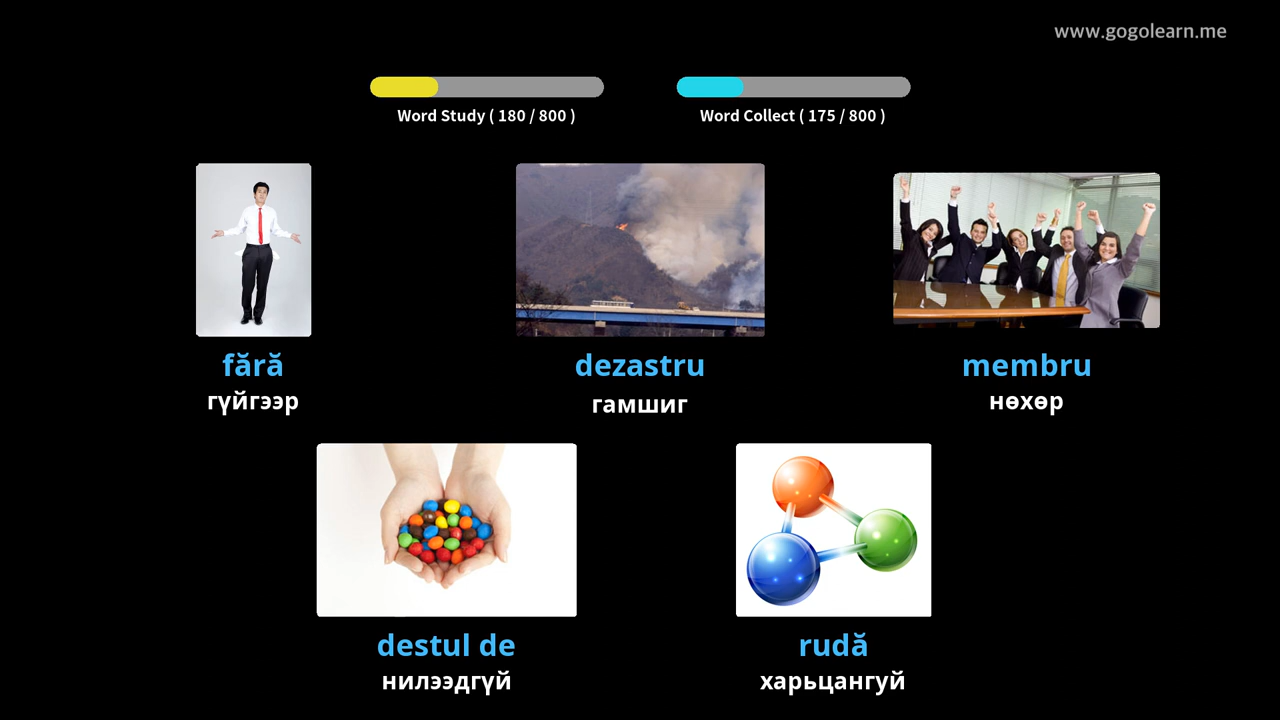 www.gogolearn.me
Word Study ( 180 / 800 )
Word Collect ( 175 / 800 )
fără
гүйгээр
dezastru
гамшиг
membru
нөхөр
destul de
нилээдгүй
rudă
харьцангуй